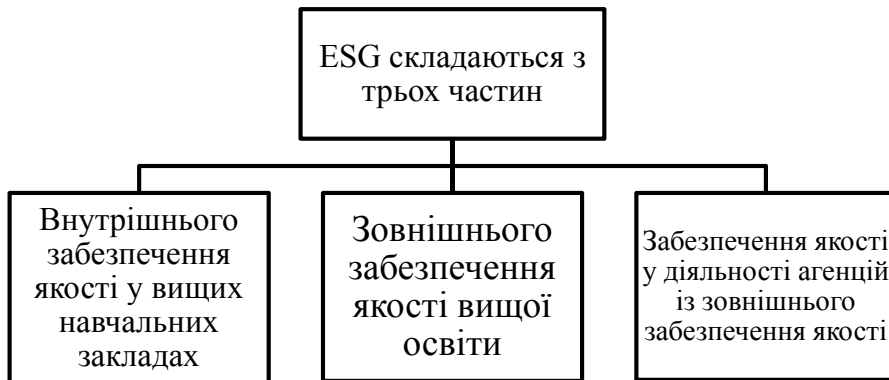 ESG складаються з
трьох частин
Внутрішнього
забезпечення
якості у вищих
навчальних
закладах
Зовнішнього
забезпечення
якості вищої
освіти
Забезпечення якості
у діяльності агенцій
із зовнішнього
забезпечення якості